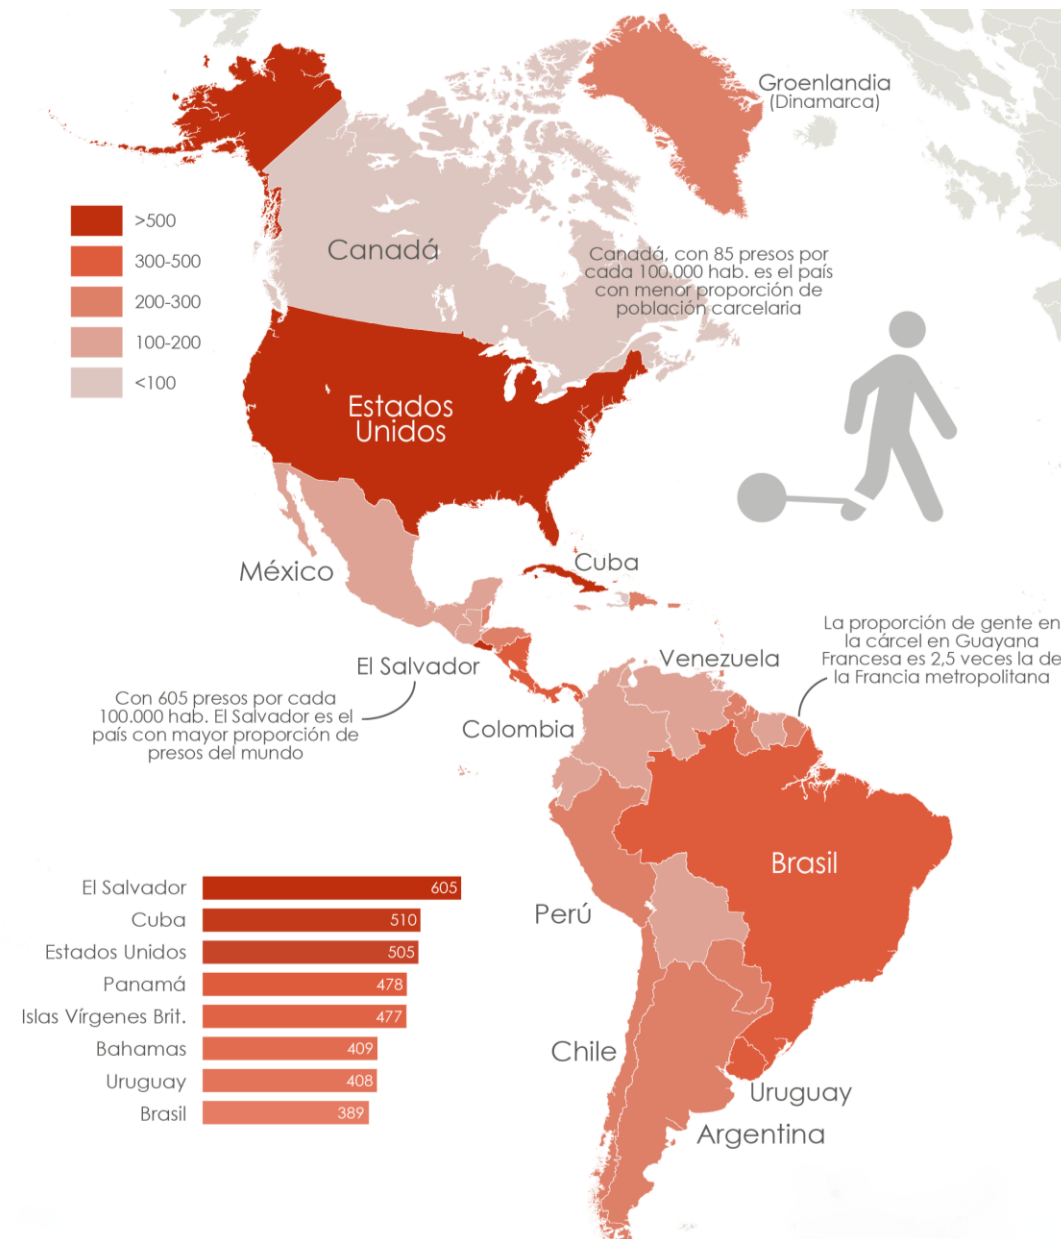 Groenlandia
(Dinamarca)
>500
300-500
200-300
100-200
<100
Canadá
Canadá, con 85 presos por
cada 100.000 hab. es el país
con menor proporción de
población carcelaria
Estados
Unidos
México
Cuba
El Salvador
Con 605 presos por cada
100.000 hab. El Salvador es el
país con mayor proporción de
presos del mundo
Venezuela
La proporción de gente en
la cárcel en Guayana
Francesa es 2,5 veces la de
la Francia metropolitana
Colombia
Brasil
Perú
Chile
Uruguay
Argentina
El Salvador 605
Cuba 510
Estados Unidos 505
Panamá 478
Islas Vírgenes Brit. 477
Bahamas 409
Uruguay 408
Brasil 389